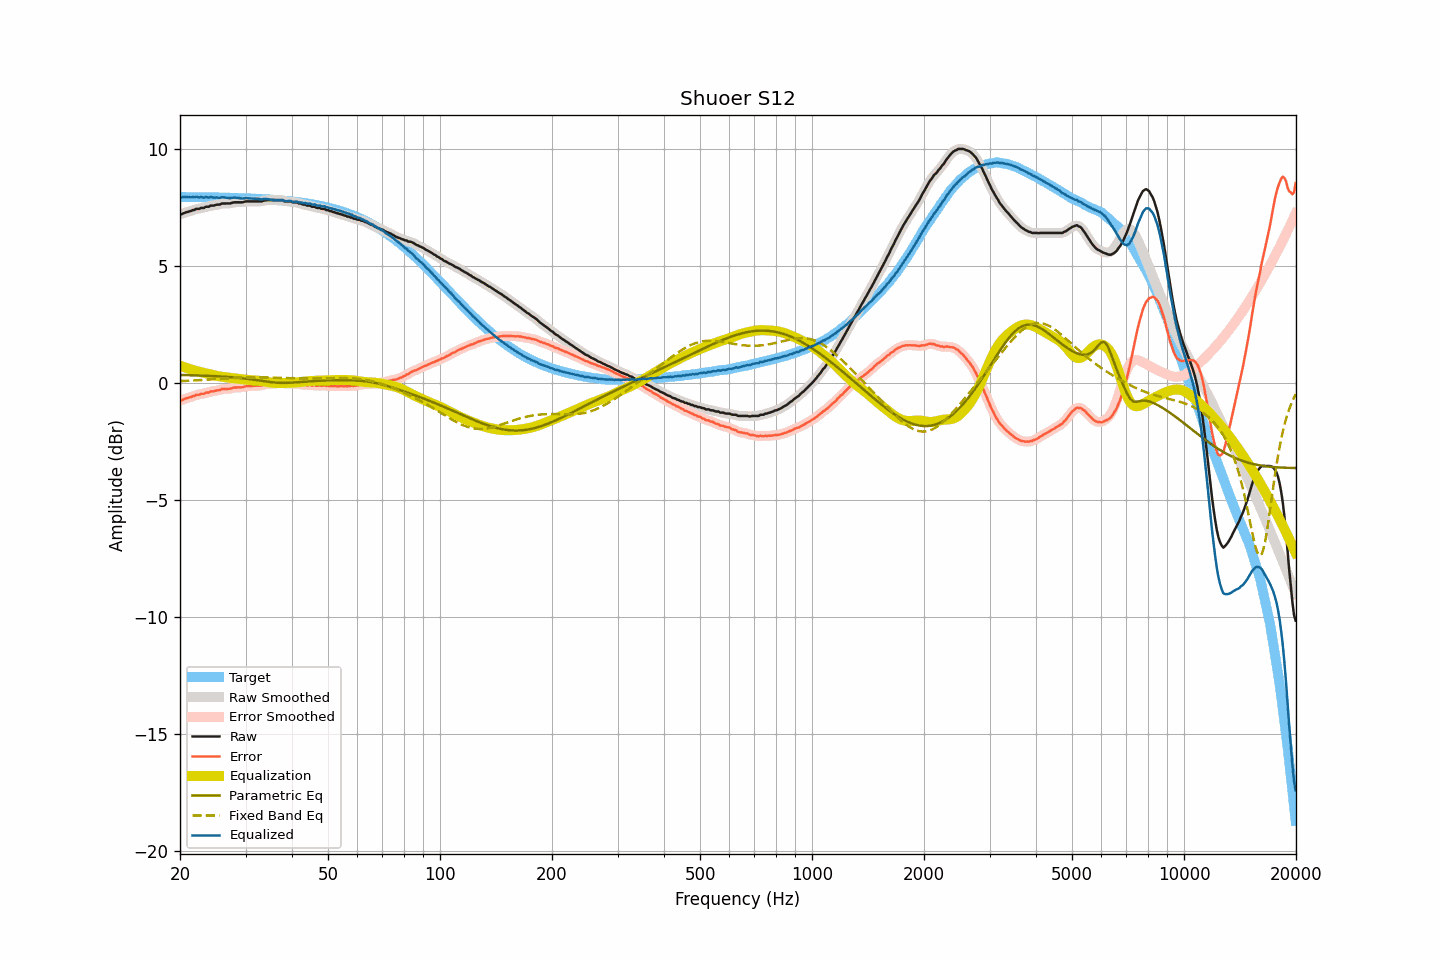 Shuoer S12
10
5
0
−5
−10
−15
−20
Amplitude (dBr)
Target
Raw Smoothed
Error Smoothed
Raw
Error
Equalization
Parametric Eq
Fixed Band Eq
Equalized
20 50 100 200 500 1000 2000 5000 10000 20000
Frequency (Hz)